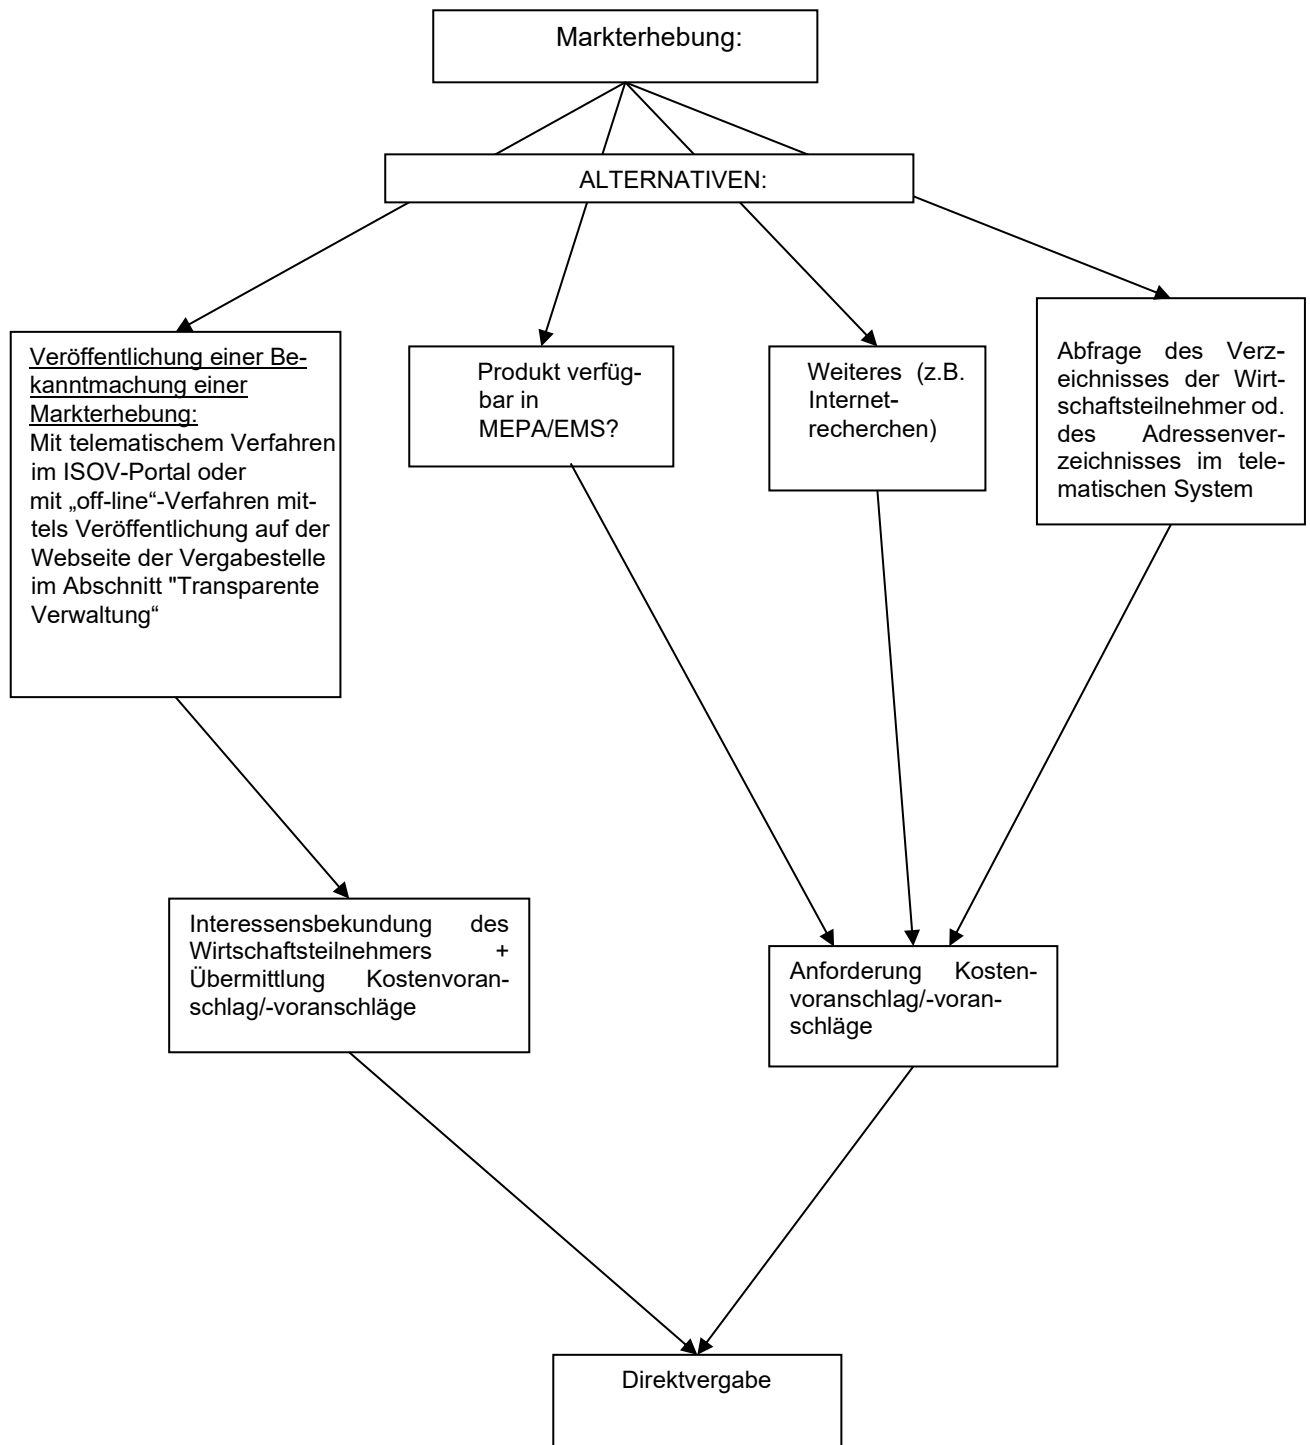 Markterhebung:
ALTERNATIVEN:
Veröffentlichung einer Be-
kanntmachung einer
Markterhebung:
Mit telematischem Verfahren
im ISOV-Portal oder
mit „off-line“-Verfahren mit-
tels Veröffentlichung auf der
Webseite der Vergabestelle
im Abschnitt "Transparente
Verwaltung“
Produkt verfüg-
bar in
MEPA/EMS?
Weiteres (z.B.
Internet-
recherchen)
Abfrage des Verz-
eichnisses der Wirt-
schaftsteilnehmer od.
des Adressenver-
zeichnisses im tele-
matischen System
Interessensbekundung des
Wirtschaftsteilnehmers +
Übermittlung Kostenvoran-
schlag/-voranschläge
Anforderung Kosten-
voranschlag/-voran-
schläge
Direktvergabe